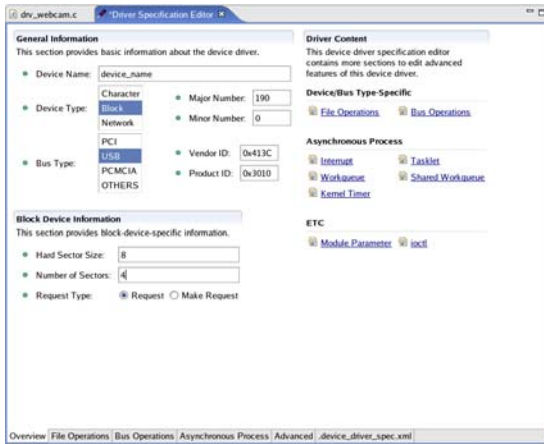 drv_webcam.c
*Driver Specification Editor
General Information
This section provides basic information about the device driver.
Device Name: device_name
Device Type:
Character
Block
Network
Major Number: 190
Minor Number: 0
Bus Type:
PCI
USB
PCMCIA
OTHERS
Vendor ID: 0x413C
Product ID: 0x3010
Block Device Information
This section provides block-device-specific information.
Hard Sector Size: 8
Number of Sectors: 4
Request Type: Request Make Request
Driver Content
This device driver specification editor
contains more sections to edit advanced
features of this device driver.
Device/Bus Type-Specific
File Operations Bus Operations
Asynchronous Process
Interrupt Tasklet
Workqueue Shared Workqueue
Kernel Timer
ETC
Module Parameter ioctl
Overview File Operations Bus Operations Asynchronous Process Advanced .device_driver_spec.xml